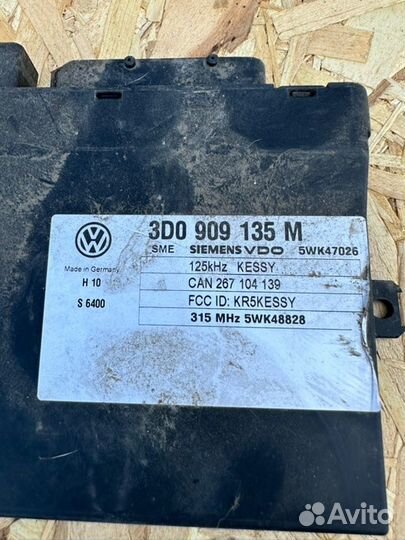 3D0 909 135 M
SME SIEMENS VDO 5WK47026
Made in Germany
125kHz KESSY
H 10
CAN 267 104 139
S 6400
FCC ID: KR5KESSY
315 MHz 5WK48828
Avito